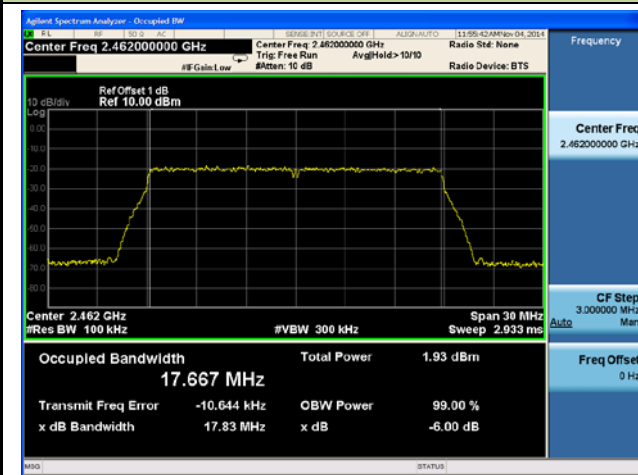 Agilent Spectrum Analyzer - Occupied BW
RL RF 50 Ω AC SENSE:INT SOURCE OFF ALIGN AUTO 11:55:42AM Nov 04, 2014
Center Freq 2.462000000 GHz
Center Freq: 2.462000000 GHz
Radio Std: None
Trig: Free Run Avg|Hold:> 10/10
#IFGain:Low #Atten: 10 dB Radio Device: BTS
Frequency
Ref Offset 1 dB
10 dB/div Ref 10.00 dBm
Log
0.00
-10.0
-20.0
-30.0
-40.0
-50.0
-60.0
-70.0
-80.0
Center Freq
2.462000000 GHz
Center 2.462 GHz Span 30 MHz
#Res BW 100 kHz #VBW 300 kHz Sweep 2.933 ms
CF Step
3.000000 MHz
Auto Man
Occupied Bandwidth Total Power 1.93 dBm
17.667 MHz
Transmit Freq Error -10.644 kHz OBW Power 99.00 %
x dB Bandwidth 17.83 MHz x dB -6.00 dB
Freq Offset
0 Hz
MSG STATUS